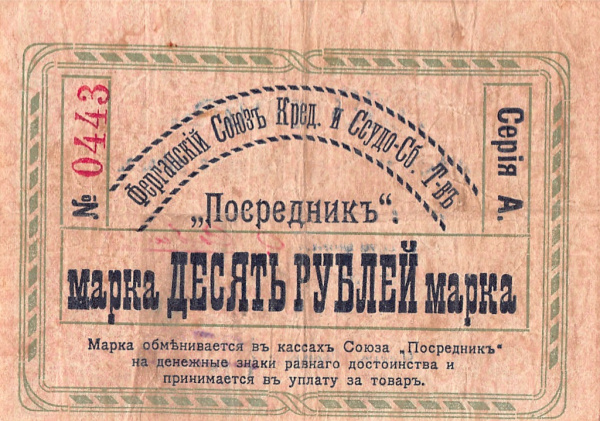 № 0443
Ферганскій Союзъ Кред. и Ссудо-Сб. Т-въ
Серія А.
„Посредникъ“.
марка ДЕСЯТЬ РУБЛЕЙ марка
Марка обмѣнивается въ кассахъ Союза „Посредникъ“
на денежные знаки равнаго достоинства и
принимается въ уплату за товаръ.